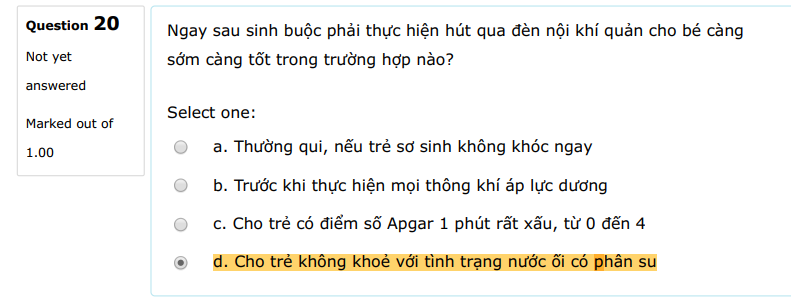 Question 20
Not yet
answered
Marked out of
1.00
Ngay sau sinh buộc phải thực hiện hút qua đèn nội khí quản cho bé càng
sớm càng tốt trong trường hợp nào?
Select one:
a. Thường qui, nếu trẻ sơ sinh không khóc ngay
b. Trước khi thực hiện mọi thông khí áp lực dương
c. Cho trẻ có điểm số Apgar 1 phút rất xấu, từ 0 đến 4
d. Cho trẻ không khoẻ với tình trạng nước ối có phân su